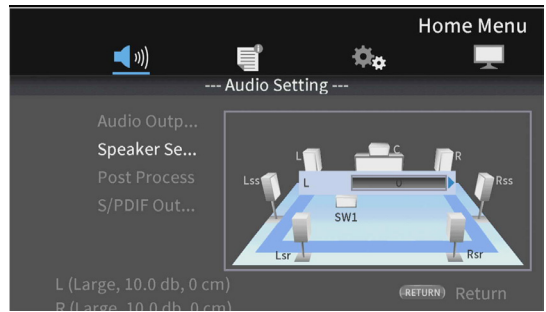 Home Menu
--- Audio Setting ---
Audio Outp...
Speaker Se...
Post Process
S/PDIF Out...
L
C
R
Lss
L
0
Rss
SW1
Lsr
Rsr
L (Large, 10.0 db, 0 cm)
RETURN Return
R (Large, 10.0 db, 0 cm)